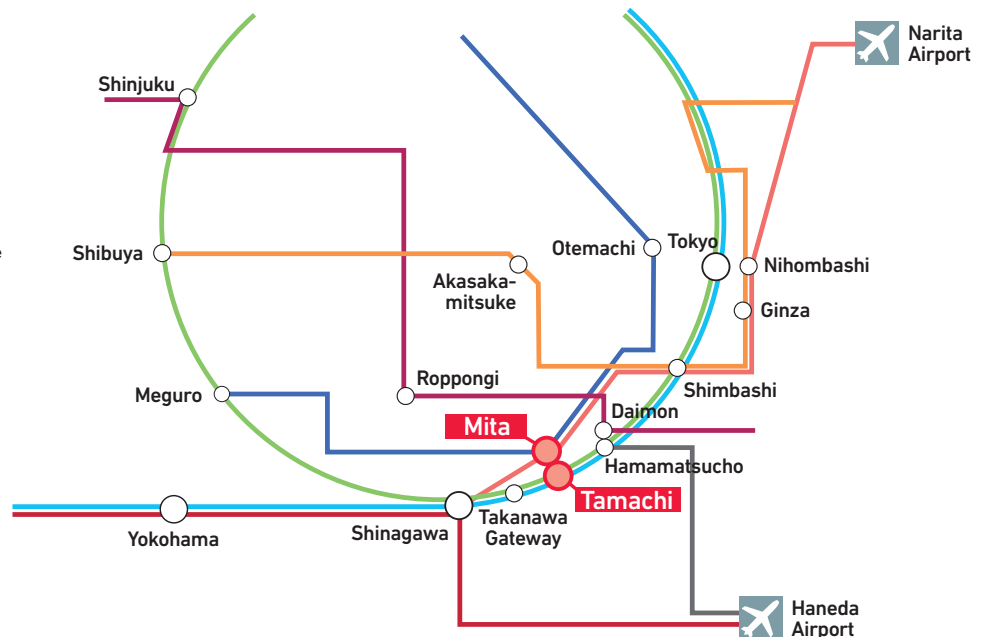 Narita
Airport
Shinjuku
e
Shibuya
Otemachi
Tokyo
Nihombashi
Akasaka-
mitsuke
Ginza
Meguro
Roppongi
Shimbashi
Mita
Daimon
Hamamatsucho
Tamachi
Yokohama
Shinagawa
Takanawa
Gateway
Haneda
Airport